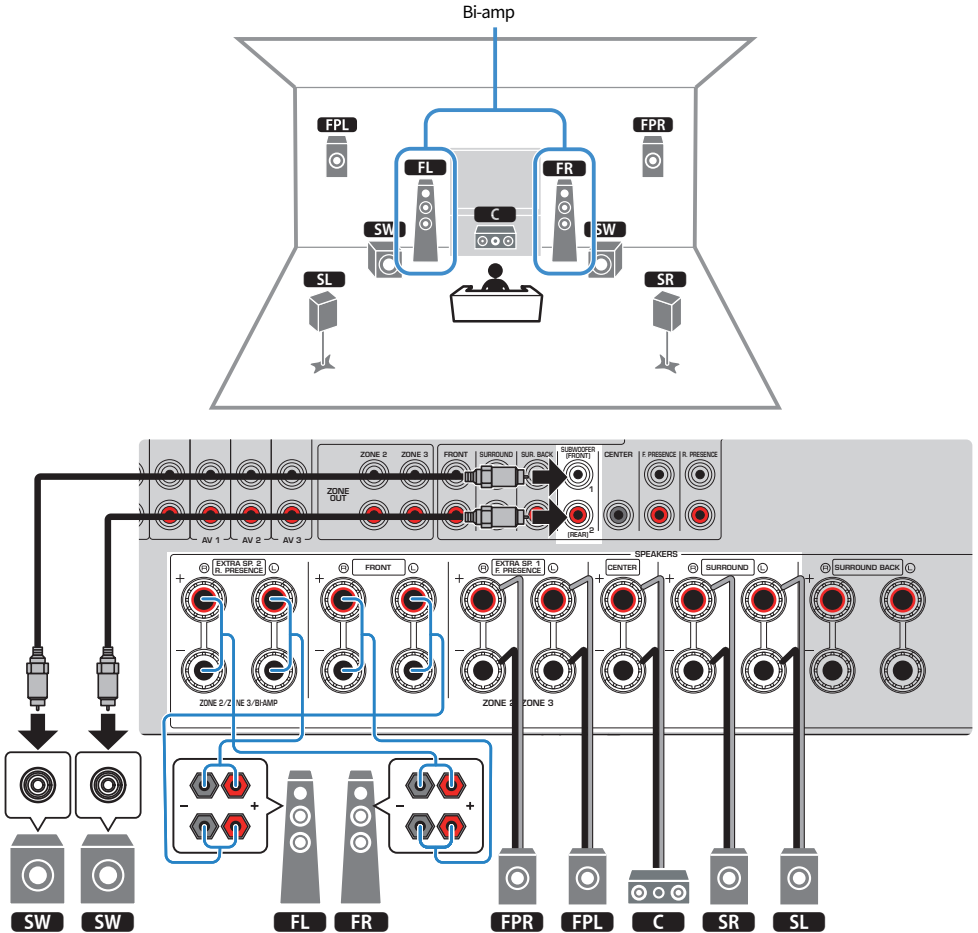 Bi-amp
FPL
FPR
FL
FR
C
SW
SW
SL
SR
ZONE 2
ZONE 3
FRONT
SURROUND
SUR. BACK
SUBWOOFER
(FRONT)
CENTER
F. PRESENCE
R. PRESENCE
1
ZONE
OUT
2
(REAR)
AV 1
AV 2
AV 3
SPEAKERS
R
EXTRA SP. 2
R. PRESENCE
L
R
FRONT
L
R
EXTRA SP. 1
F. PRESENCE
L
CENTER
R
SURROUND
L
R
SURROUND BACK
L
+
+
+
+
+
+
–
–
–
–
–
–
ZONE 2/ZONE 3/BI-AMP
ZONE 2 ZONE 3
–
+
–
+
SW
SW
FL
FR
FPR
FPL
C
SR
SL